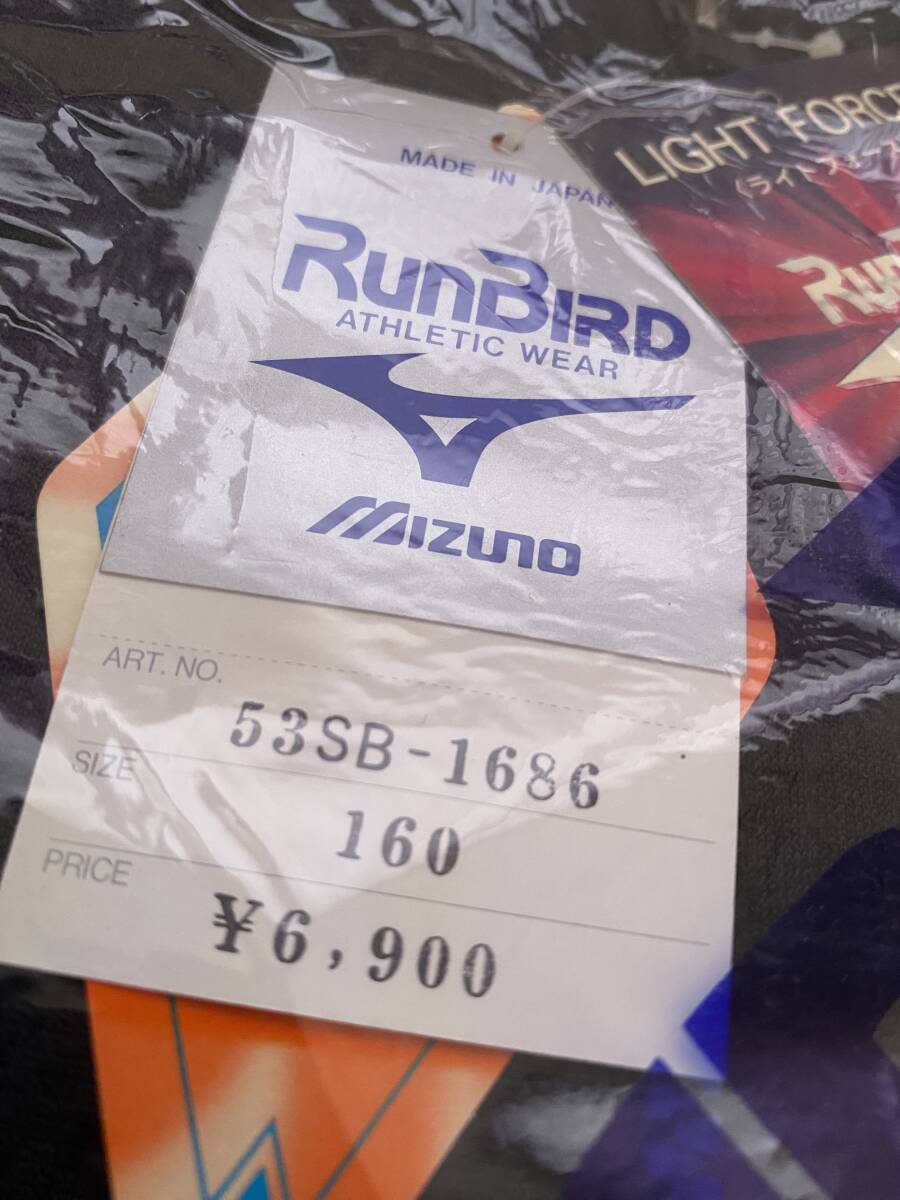 MADE IN JAPAN
RUNBIRD
ATHLETIC WEAR
MIZUNO
ART. NO.
53SB-1686
SIZE
160
PRICE
¥6,900
LIGHT FORCE